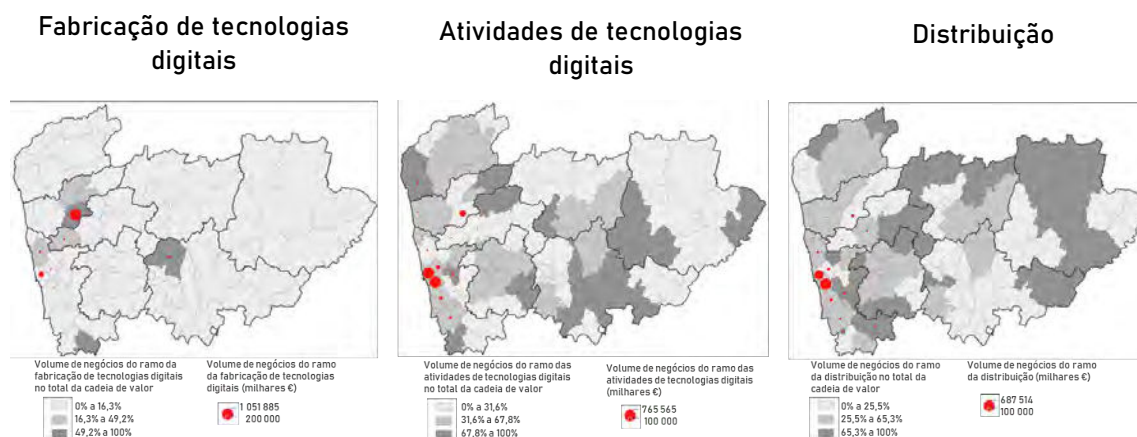 Fabricação de tecnologias
digitais
Volume de negócios do ramo da
fabricação de tecnologias digitais
no total da cadeia de valor
0% a 16,3%
16,3% a 49,2%
49,2% a 100%
Volume de negócios do ramo
da fabricação de tecnologias
digitais (milhares €)
1 051 885
200 000
Atividades de tecnologias
digitais
Volume de negócios do ramo das
atividades de tecnologias digitais
no total da cadeia de valor
0% a 31,6%
31,6% a 67,8%
67,8% a 100%
Volume de negócios do ramo das
atividades de tecnologias digitais
(milhares €)
765 565
100 000
Distribuição
Volume de negócios do ramo
da distribuição no total da
cadeia de valor
0% a 25,5%
25,5% a 65,3%
65,3% a 100%
Volume de negócios do ramo
da distribuição (milhares €)
687 514
100 000